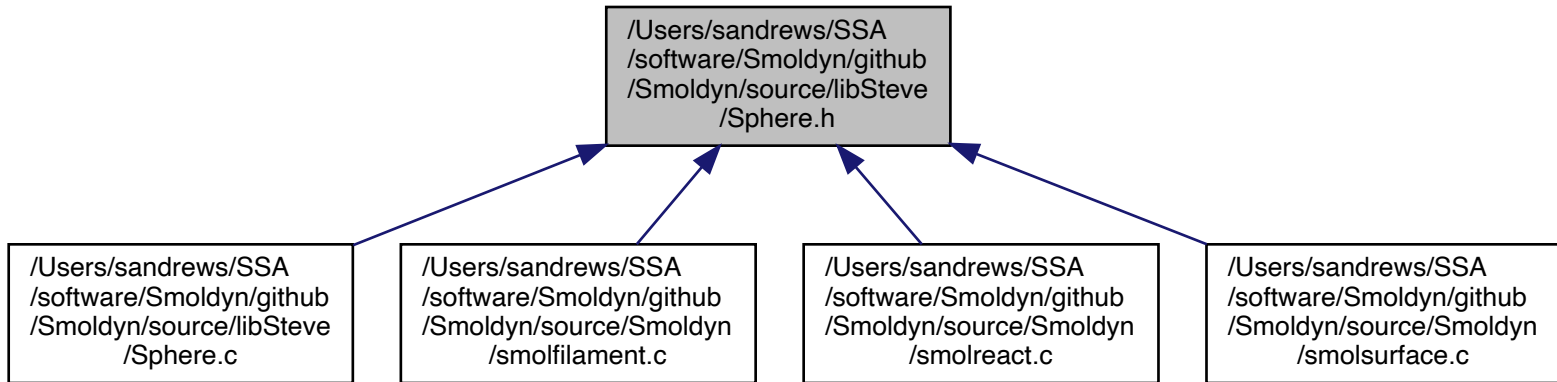 /Users/sandrews/SSA
/software/Smoldyn/github
/Smoldyn/source/libSteve
/Sphere.h
/Users/sandrews/SSA
/software/Smoldyn/github
/Smoldyn/source/libSteve
/Sphere.c
/Users/sandrews/SSA
/software/Smoldyn/github
/Smoldyn/source/Smoldyn
/smolfilament.c
/Users/sandrews/SSA
/software/Smoldyn/github
/Smoldyn/source/Smoldyn
/smolreact.c
/Users/sandrews/SSA
/software/Smoldyn/github
/Smoldyn/source/Smoldyn
/smolsurface.c